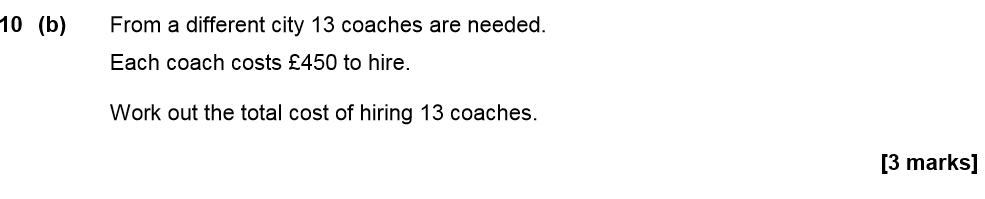 10 (b) From a different city 13 coaches are needed.
Each coach costs £450 to hire.
Work out the total cost of hiring 13 coaches.
[3 marks]